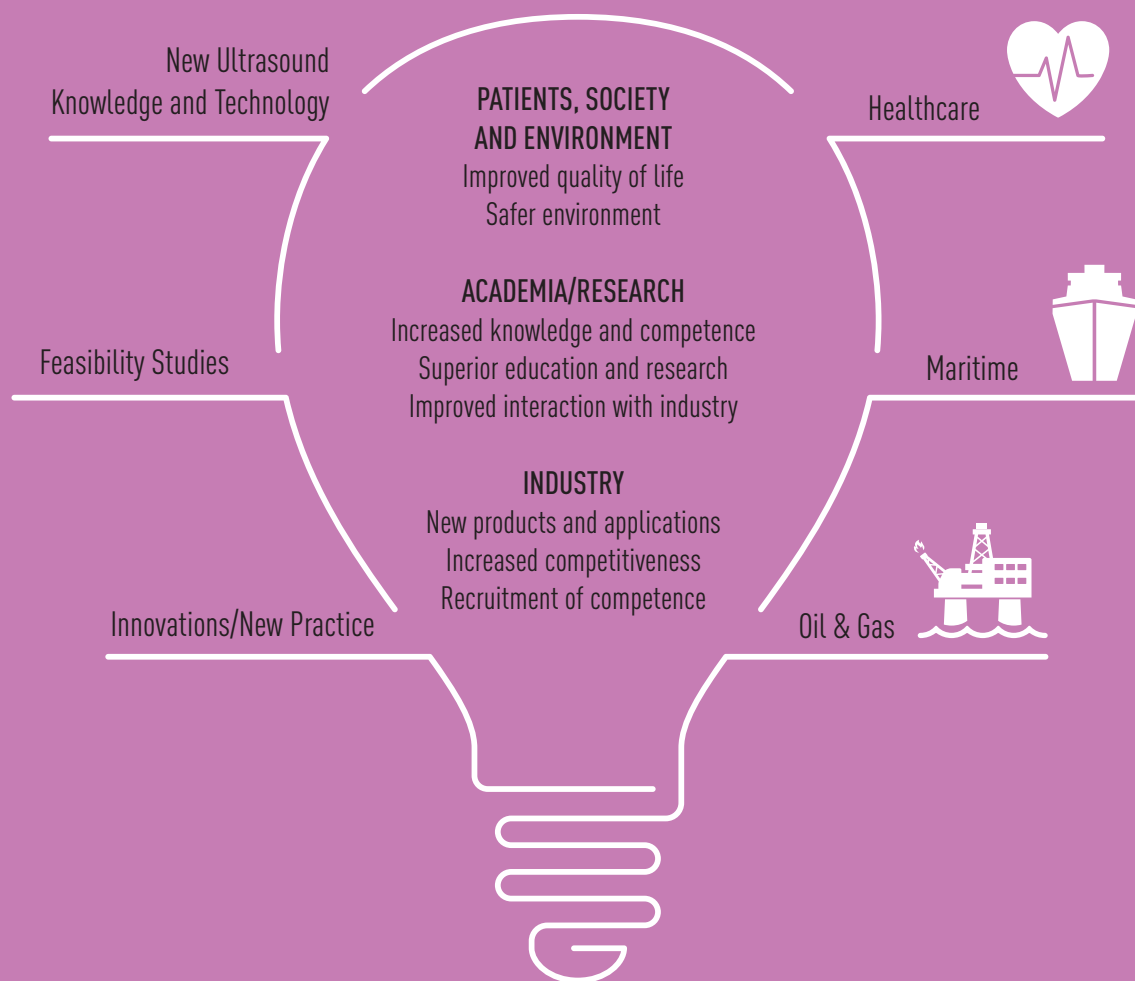 New Ultrasound
Knowledge and Technology
Feasibility Studies
Innovations/New Practice
PATIENTS, SOCIETY
AND ENVIRONMENT
Improved quality of life
Safer environment
ACADEMIA/RESEARCH
Increased knowledge and competence
Superior education and research
Improved interaction with industry
INDUSTRY
New products and applications
Increased competitiveness
Recruitment of competence
Healthcare
Maritime
Oil & Gas